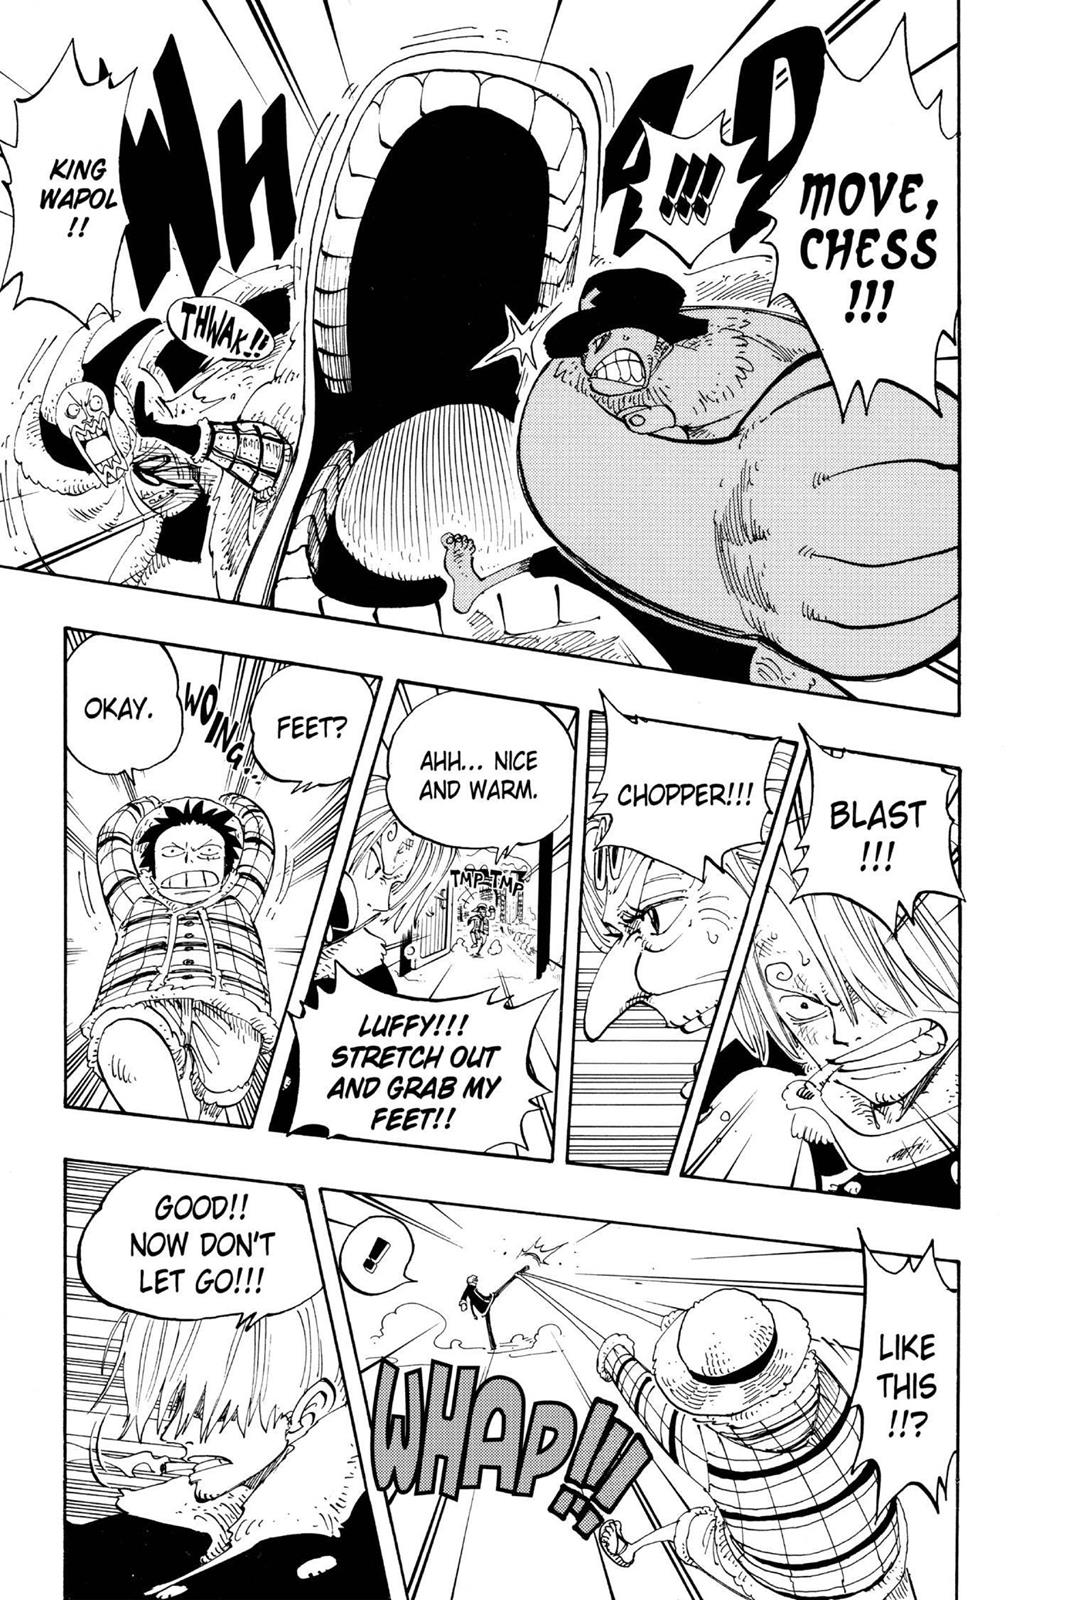 MOVE,
CHESS
!!!
!!!
KING
WAPOL
!!
THWAK!!
BLAST
!!!
CHOPPER!!!
AHH... NICE
AND WARM.
TMP TMP
LUFFY!!!
STRETCH OUT
AND GRAB MY
FEET!!
FEET?
WOING...
OKAY.
LIKE
THIS
!!?
!
WHAP!!!
GOOD!!
NOW DON'T
LET GO!!!